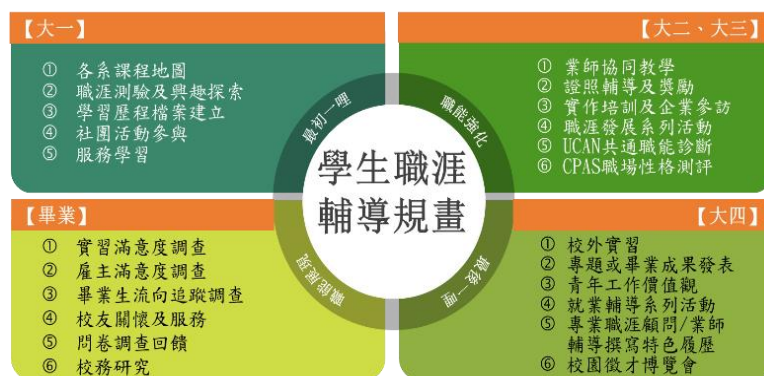 【大一】
① 各系課程地圖
② 職涯測驗及興趣探索
③ 學習歷程檔案建立
④ 社團活動參與
⑤ 服務學習
最初一哩
【大二、大三】
① 業師協同教學
② 證照輔導及獎勵
③ 實作培訓及企業參訪
④ 職涯發展系列活動
⑤ UCAN共通職能診斷
⑥ CPAS職場性格測評
職能強化
學生職涯
輔導規畫
【畢業】
① 實習滿意度調查
② 雇主滿意度調查
③ 畢業生流向追蹤調查
④ 校友關懷及服務
⑤ 問卷調查回饋
⑥ 校務研究
職能展現
【大四】
① 校外實習
② 專題或畢業成果發表
③ 青年工作價值觀
④ 就業輔導系列活動
⑤ 專業職涯顧問/業師
輔導撰寫特色履歷
⑥ 校園徵才博覽會
最後一哩